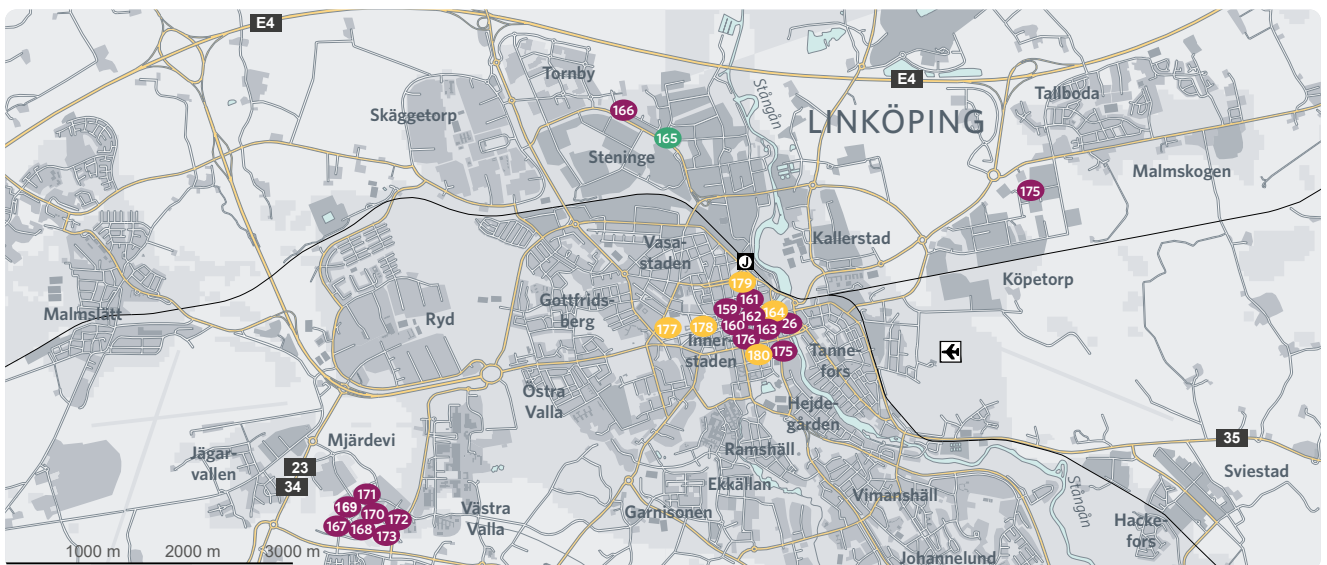 E4
Tornby
E4
Stångån
Tallboda
Skäggetorp
166
LINKÖPING
165
Steninge
Malmskogen
175
Vasa-
staden
Kallerstad
J
Köpetorp
179
Gottfrids-
berg
161
159
164
Malmslätt
Ryd
162
26
177
178
160
163
176
Inner-
staden
180
175
Tanne-
fors
Östra
Valla
Hejde-
gården
Mjärdevi
35
Jägar-
vallen
Ramshäll
23
34
Sviestad
Ekkällan
Stångån
171
Vimanshäll
169
170
172
Västra
Valla
Garnisonen
167
168
173
Hacke-
fors
1000 m
2000 m
3000 m
Johannelund